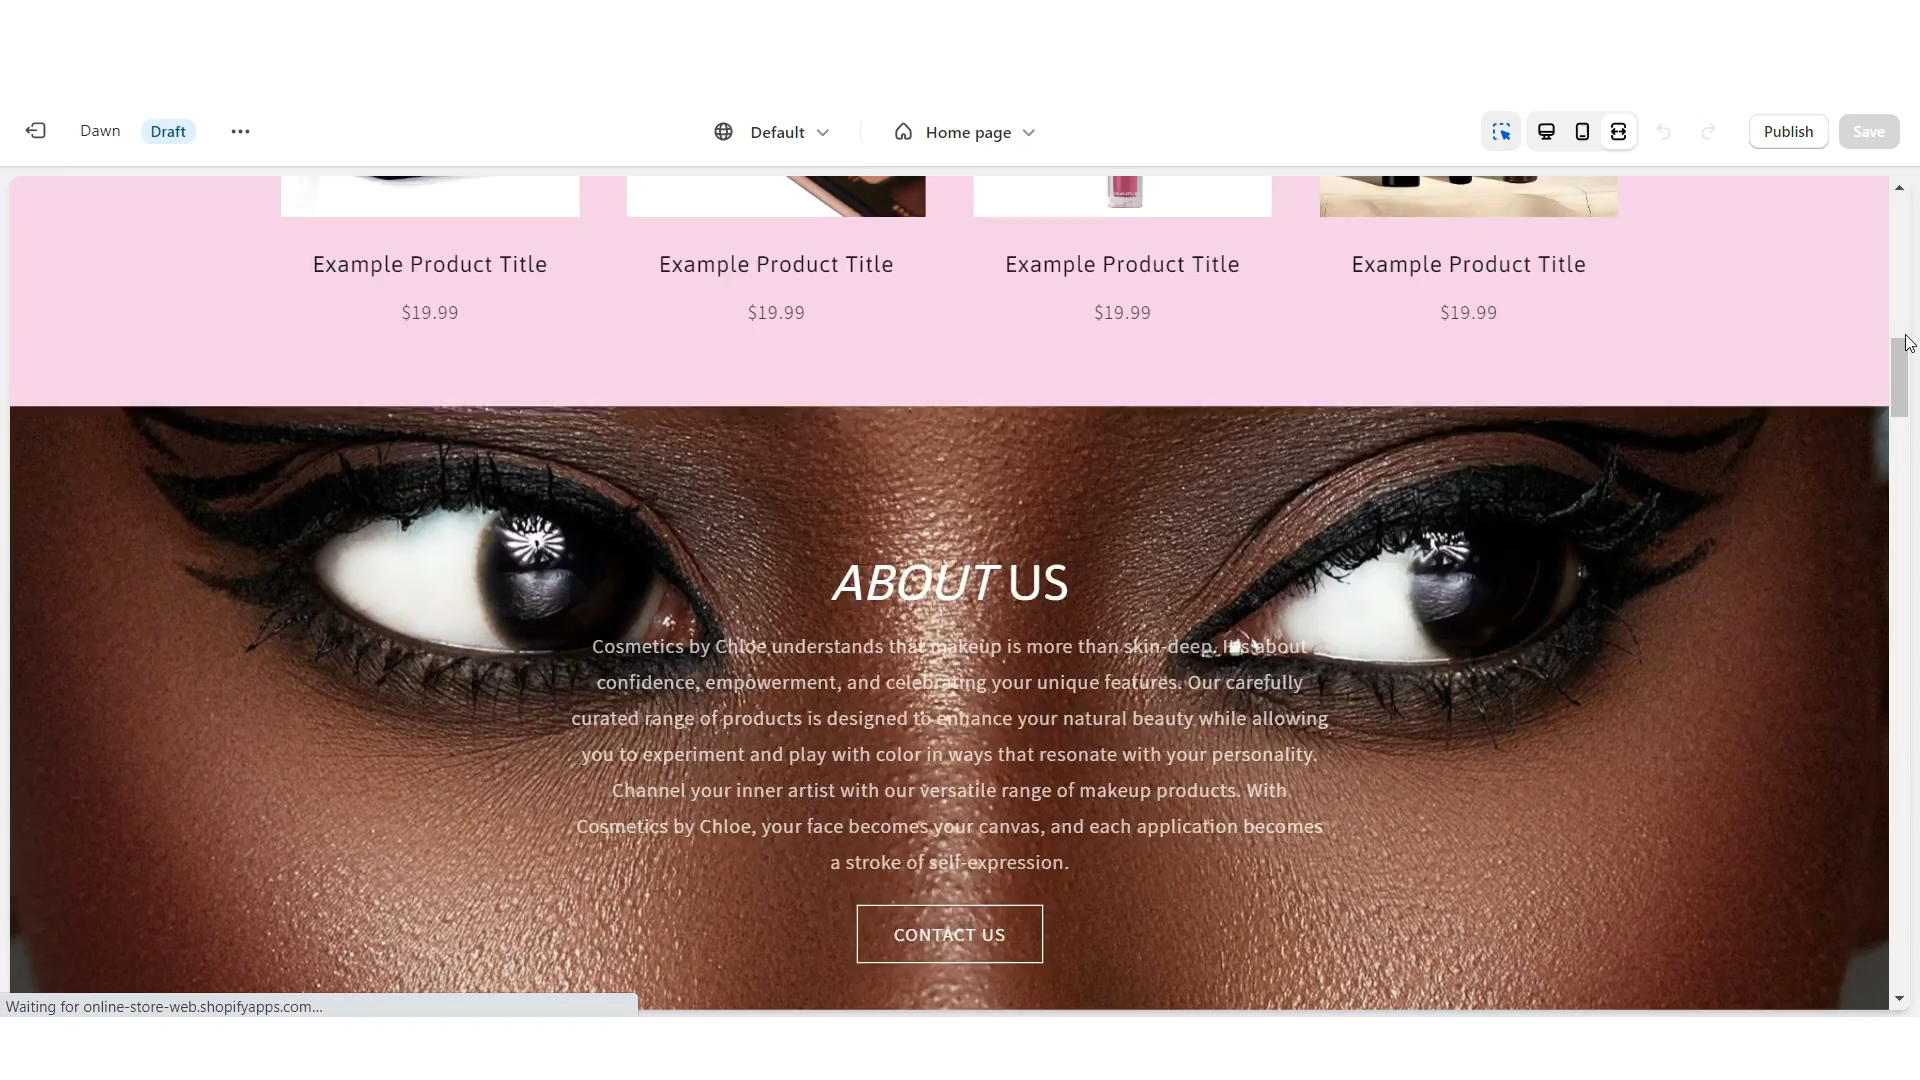 Dawn Draft Default Home page Publish Save
Example Product Title Example Product Title Example Product Title Example Product Title
$19.99 $19.99 $19.99 $19.99
ABOUT US
Cosmetics by Chloe understands that makeup is more than skin-deep. It's about
confidence, empowerment, and celebrating your unique features. Our carefully
curated range of products is designed to enhance your natural beauty while allowing
you to experiment and play with color in ways that resonate with your personality.
Channel your inner artist with our versatile range of makeup products. With
Cosmetics by Chloe, your face becomes your canvas, and each application becomes
a stroke of self-expression.
CONTACT US
Waiting for online-store-web.shopifyapps.com...